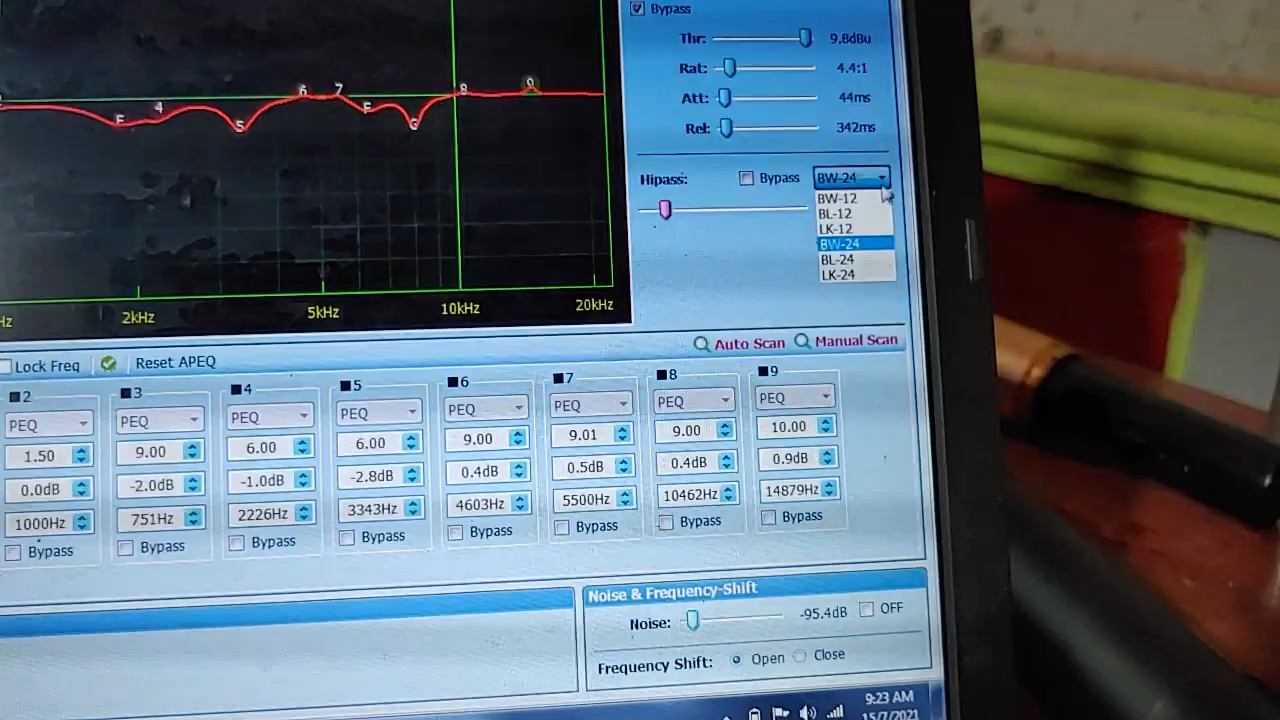 Bypass
Thr: 9.8dBu
Rat: 4.4:1
Att: 44ms
Rel: 342ms
Hipass: Bypass BW-24
BW-12
BL-12
LK-12
BW-24
BL-24
LK-24
F 4 5 6 7 F G 8 9
Hz 2kHz 5kHz 10kHz 20kHz
Auto Scan Manual Scan
Lock Freq Reset APEQ
2 3 4 5 6 7 8 9
PEQ PEQ PEQ PEQ PEQ PEQ PEQ PEQ
1.50 9.00 6.00 6.00 9.00 9.01 9.00 10.00
0.0dB -2.0dB -1.0dB -2.8dB 0.4dB 0.5dB 0.4dB 0.9dB
1000Hz 751Hz 2226Hz 3343Hz 4603Hz 5500Hz 10462Hz 14879Hz
Bypass Bypass Bypass Bypass Bypass Bypass Bypass Bypass
Noise & Frequency-Shift
Noise: -95.4dB OFF
Frequency Shift: Open Close
9:23 AM
15/7/2021